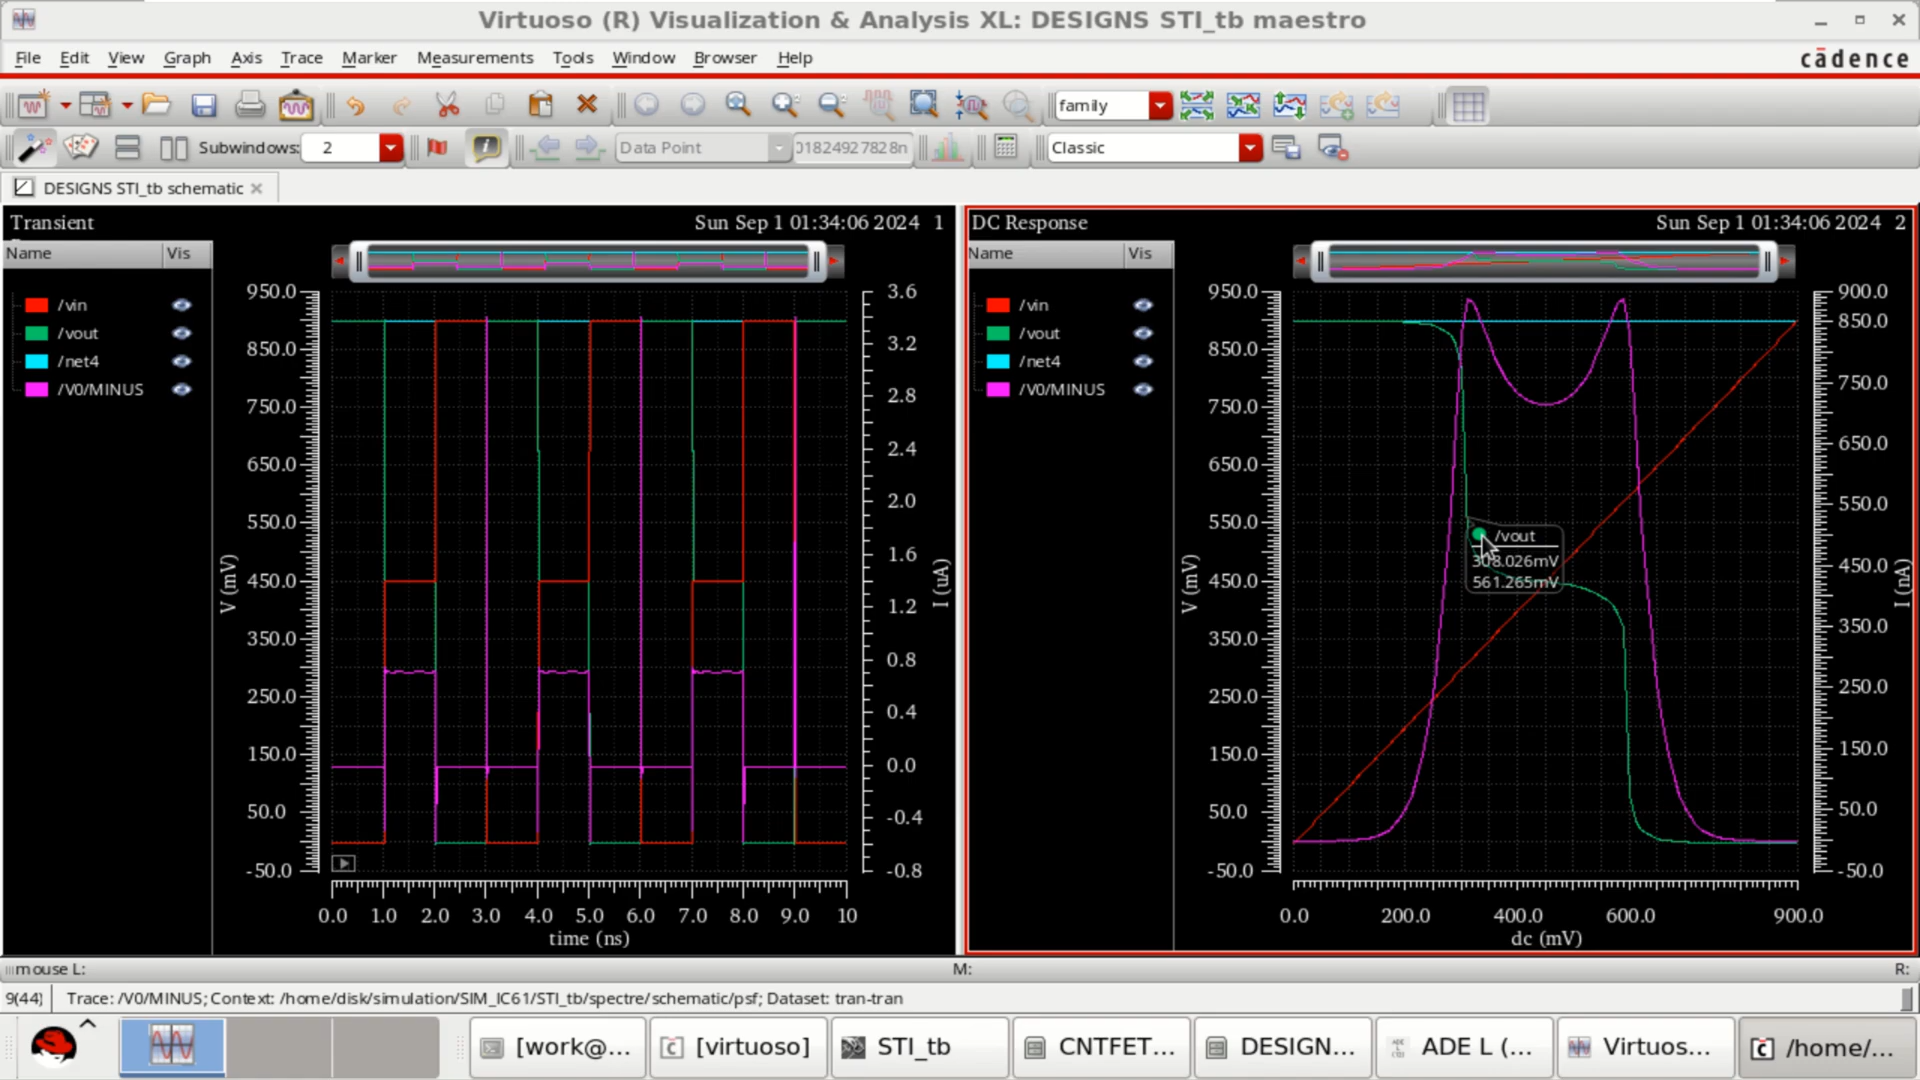 Virtuoso (R) Visualization & Analysis XL: DESIGNS STI_tb maestro
File Edit View Graph Axis Trace Marker Measurements Tools Window Browser Help
cādence
family
Subwindows: 2
Data Point
01824927828n
Classic
DESIGNS STI_tb schematic
Transient
Sun Sep 1 01:34:06 2024 1
Name Vis
/vin
/vout
/net4
/V0/MINUS
950.0
850.0
750.0
650.0
550.0
450.0
350.0
250.0
150.0
50.0
-50.0
V (mV)
3.6
3.2
2.8
2.4
2.0
1.6
1.2
0.8
0.4
0.0
-0.4
-0.8
I (uA)
0.0 1.0 2.0 3.0 4.0 5.0 6.0 7.0 8.0 9.0 10
time (ns)
DC Response
Sun Sep 1 01:34:06 2024 2
Name Vis
/vin
/vout
/net4
/V0/MINUS
950.0
850.0
750.0
650.0
550.0
450.0
350.0
250.0
150.0
50.0
-50.0
V (mV)
/vout
308.026mV
561.265mV
900.0
850.0
750.0
650.0
550.0
450.0
350.0
250.0
150.0
50.0
-50.0
I (nA)
0.0 200.0 400.0 600.0 900.0
dc (mV)
mouse L: M: R:
9(44) Trace: /V0/MINUS; Context: /home/disk/simulation/SIM_IC61/STI_tb/spectre/schematic/psf; Dataset: tran-tran
[work@...
[virtuoso]
STI_tb
CNTFET...
DESIGN...
ADE L (...
Virtuos...
/home/...